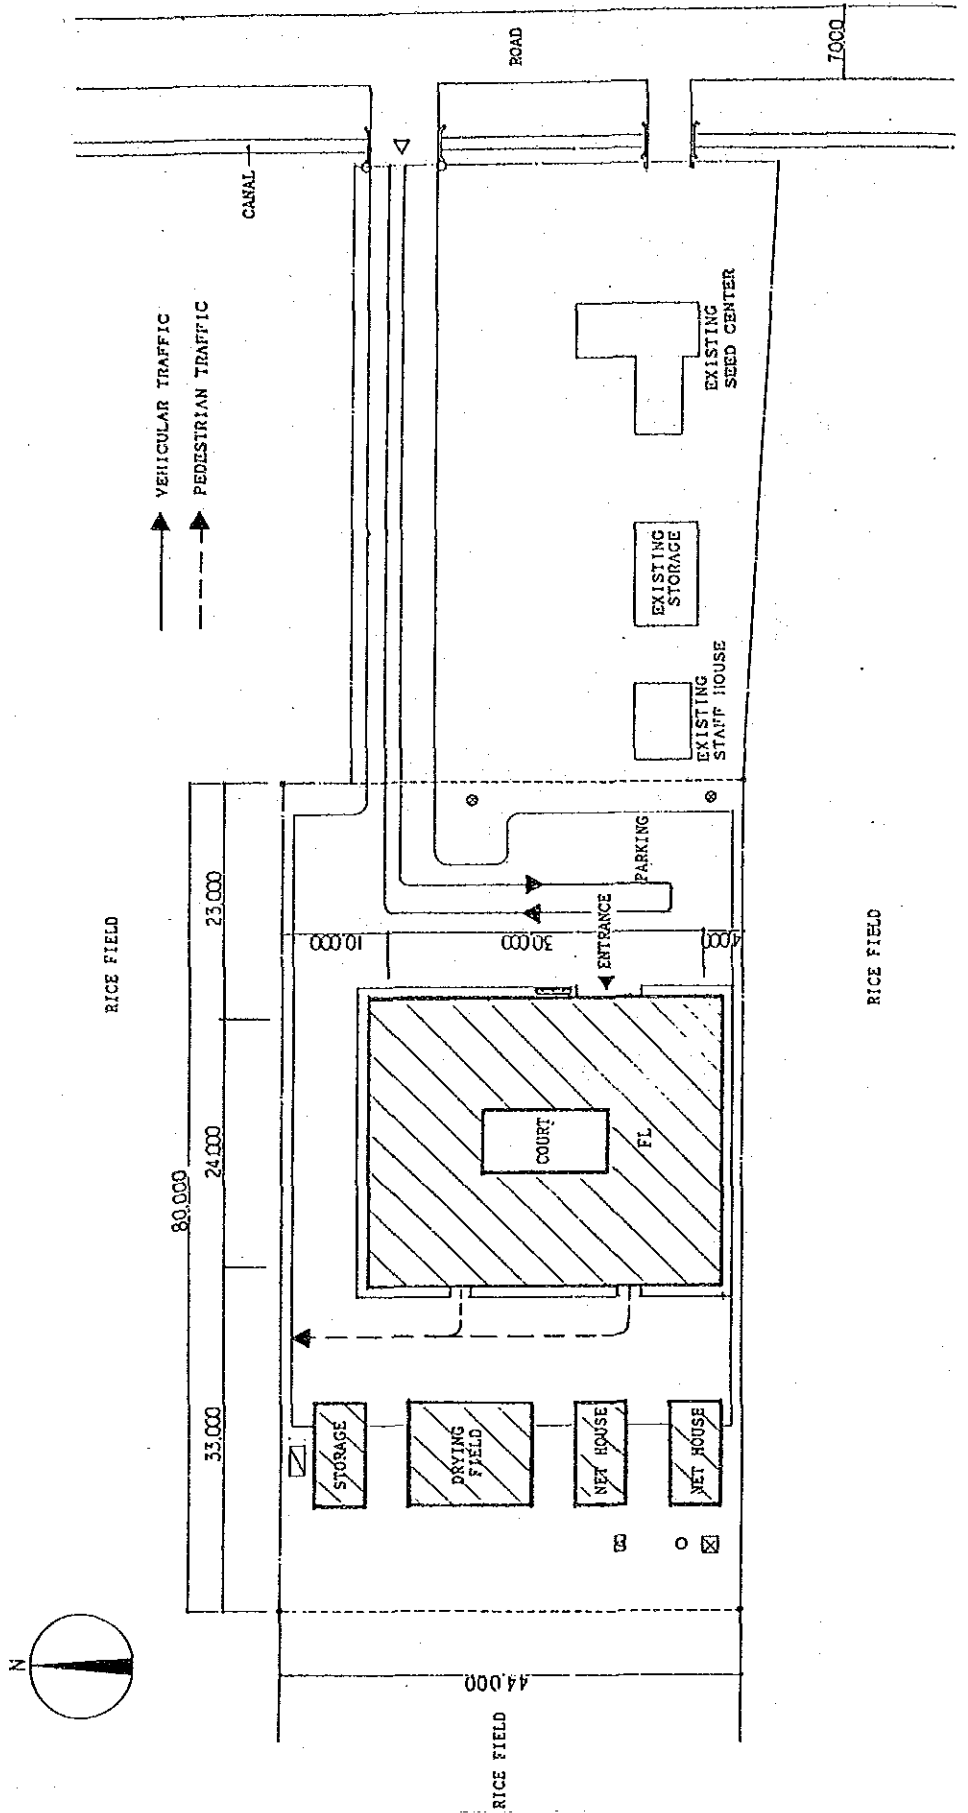 ROAD
7000
CANAL
VEHICULAR TRAFFIC
PEDESTRIAN TRAFFIC
EXISTING
SEED CENTER
EXISTING
STORAGE
EXISTING
STAFF HOUSE
RICE FIELD
80,000
23,000
24,000
33,000
10,000
30,000
4,000
PARKING
ENTRANCE
RICE FIELD
COURT
FL
STORAGE
DRYING
FIELD
NET HOUSE
NET HOUSE
N
44,000
RICE FIELD